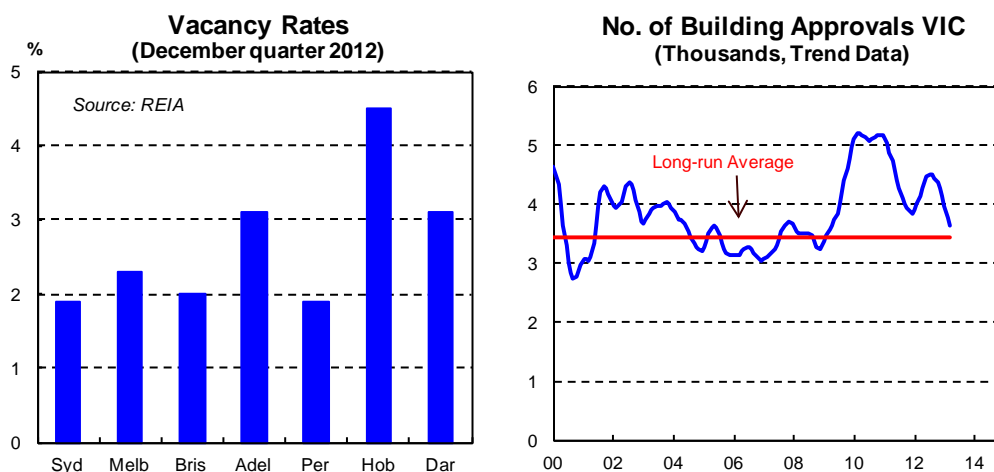 Vacancy Rates
(December quarter 2012)
%
5
4
3
2
1
0
Source: REIA
Syd Melb Bris Adel Per Hob Dar
No. of Building Approvals VIC
(Thousands, Trend Data)
6
5
4
3
2
1
0
Long-run Average
00 02 04 06 08 10 12 14